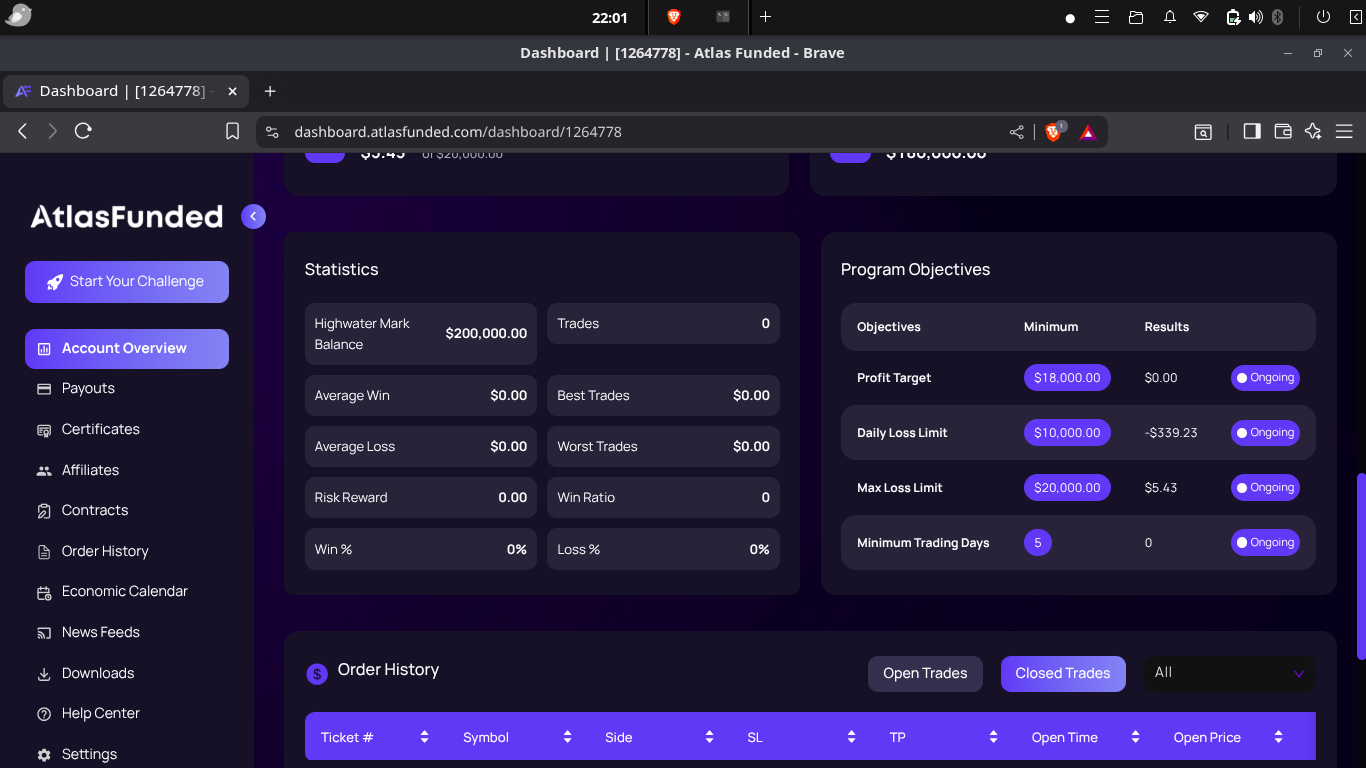 22:01
Dashboard | [1264778] - Atlas Funded - Brave
Dashboard | [1264778] -
dashboard.atlasfunded.com/dashboard/1264778
1
$5.43 of $20,000.00
$180,000.00
AtlasFunded
Start Your Challenge
Account Overview
Payouts
Certificates
Affiliates
Contracts
Order History
Economic Calendar
News Feeds
Downloads
Help Center
Settings
Statistics
Highwater Mark Balance $200,000.00
Trades 0
Average Win $0.00
Best Trades $0.00
Average Loss $0.00
Worst Trades $0.00
Risk Reward 0.00
Win Ratio 0
Win % 0%
Loss % 0%
Program Objectives
Objectives Minimum Results
Profit Target $18,000.00 $0.00 Ongoing
Daily Loss Limit $10,000.00 -$339.23 Ongoing
Max Loss Limit $20,000.00 $5.43 Ongoing
Minimum Trading Days 5 0 Ongoing
$ Order History
Open Trades Closed Trades All
Ticket # Symbol Side SL TP Open Time Open Price